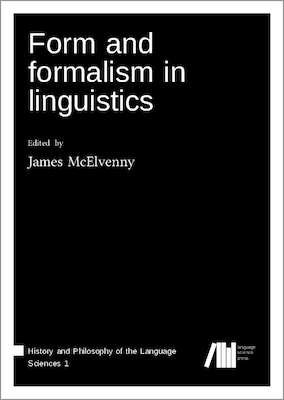 Form and
formalism in
linguistics
Edited by
James McElvenny
History and Philosophy of the Language
Sciences 1
language
science
press